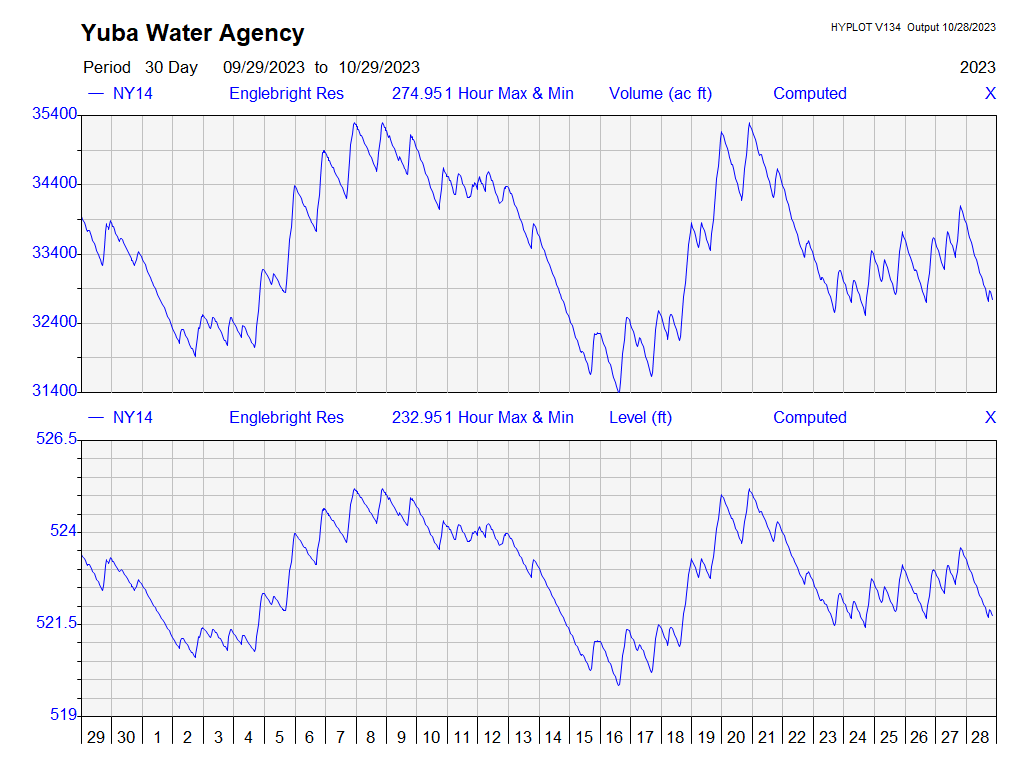 Yuba Water Agency
HYPLOT V134 Output 10/28/2023
Period 30 Day 09/29/2023 to 10/29/2023 2023
NY14 Englebright Res 274.951 Hour Max & Min Volume (ac ft) Computed X
35400
34400
33400
32400
31400
NY14 Englebright Res 232.951 Hour Max & Min Level (ft) Computed X
526.5
524
521.5
519
29 30 1 2 3 4 5 6 7 8 9 10 11 12 13 14 15 16 17 18 19 20 21 22 23 24 25 26 27 28